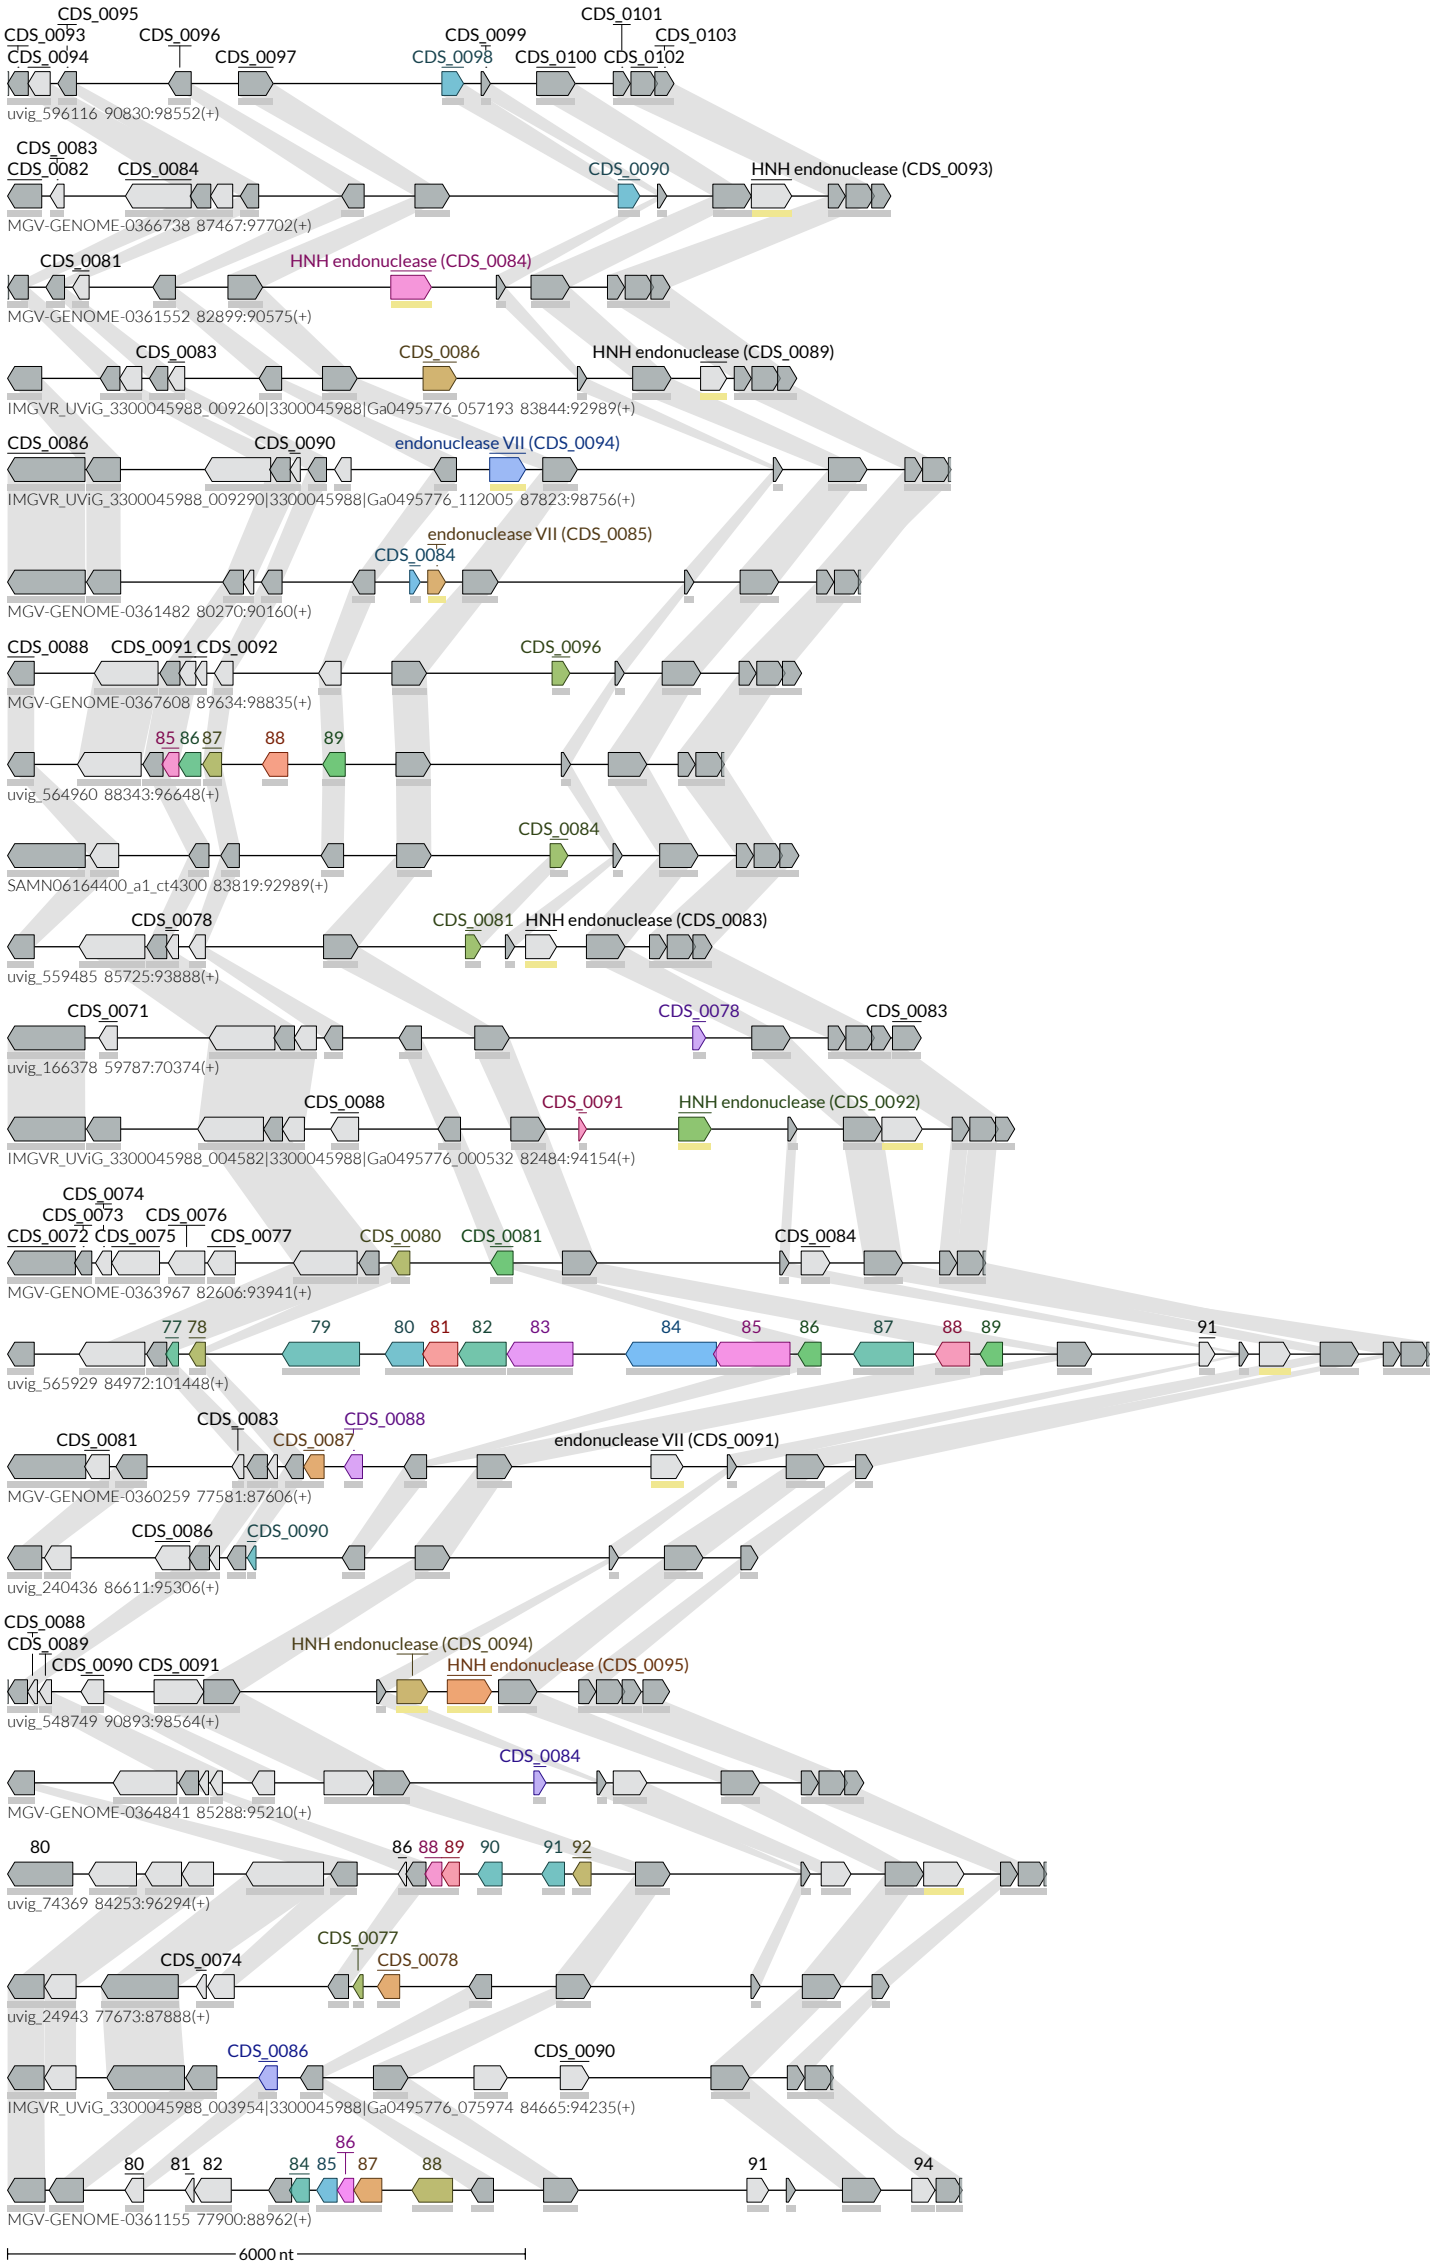 CDS_0095 CDS_0101
CDS_0093 CDS_0096 CDS_0099 CDS_0103
CDS_0094 CDS_0097 CDS_0098 CDS_0100 CDS_0102
uvig_596116 90830:98552(+)
CDS_0083
CDS_0082 CDS_0084 CDS_0090 HNH endonuclease (CDS_0093)
MGV-GENOME-0366738 87467:97702(+)
CDS_0081 HNH endonuclease (CDS_0084)
MGV-GENOME-0361552 82899:90575(+)
CDS_0083 CDS_0086 HNH endonuclease (CDS_0089)
IMGVR_UViG_3300045988_009260|3300045988|Ga0495776_057193 83844:92989(+)
CDS_0086 CDS_0090 endonuclease VII (CDS_0094)
IMGVR_UViG_3300045988_009290|3300045988|Ga0495776_112005 87823:98756(+)
endonuclease VII (CDS_0085)
CDS_0084
MGV-GENOME-0361482 80270:90160(+)
CDS_0088 CDS_0091 CDS_0092 CDS_0096
MGV-GENOME-0367608 89634:98835(+)
85 86 87 88 89
uvig_564960 88343:96648(+)
CDS_0084
SAMN06164400_a1_ct4300 83819:92989(+)
CDS_0078 CDS_0081 HNH endonuclease (CDS_0083)
uvig_559485 85725:93888(+)
CDS_0071 CDS_0078 CDS_0083
uvig_166378 59787:70374(+)
CDS_0088 CDS_0091 HNH endonuclease (CDS_0092)
IMGVR_UViG_3300045988_004582|3300045988|Ga0495776_000532 82484:94154(+)
CDS_0074
CDS_0073 CDS_0076
CDS_0072 CDS_0075 CDS_0077 CDS_0080 CDS_0081 CDS_0084
MGV-GENOME-0363967 82606:93941(+)
77 78 79 80 81 82 83 84 85 86 87 88 89 91
uvig_565929 84972:101448(+)
CDS_0083 CDS_0088
CDS_0081 CDS_0087 endonuclease VII (CDS_0091)
MGV-GENOME-0360259 77581:87606(+)
CDS_0086 CDS_0090
uvig_240436 86611:95306(+)
CDS_0088
CDS_0089 HNH endonuclease (CDS_0094)
CDS_0090 CDS_0091 HNH endonuclease (CDS_0095)
uvig_548749 90893:98564(+)
CDS_0084
MGV-GENOME-0364841 85288:95210(+)
80 86 88 89 90 91 92
uvig_74369 84253:96294(+)
CDS_0077
CDS_0074 CDS_0078
uvig_24943 77673:87888(+)
CDS_0086 CDS_0090
IMGVR_UViG_3300045988_003954|3300045988|Ga0495776_075974 84665:94235(+)
86
80 81 82 84 85 87 88 91 94
MGV-GENOME-0361155 77900:88962(+)
6000 nt